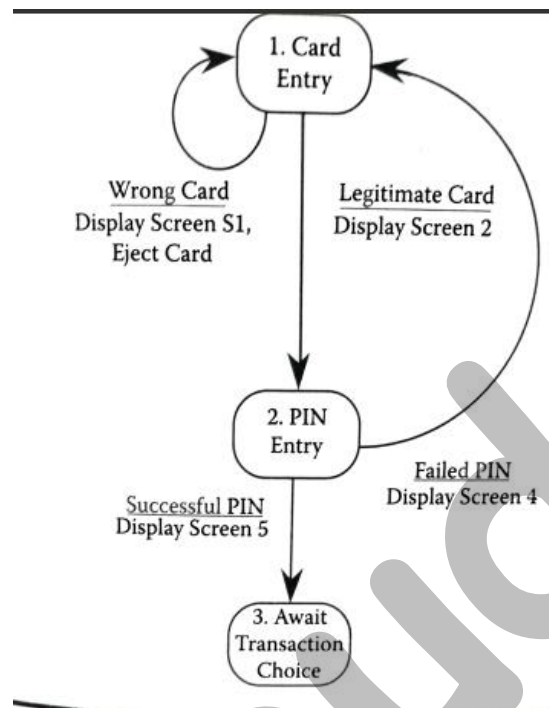 1. Card
Entry
Wrong Card
Display Screen S1,
Eject Card
Legitimate Card
Display Screen 2
2. PIN
Entry
Successful PIN
Display Screen 5
Failed PIN
Display Screen 4
3. Await
Transaction
Choice